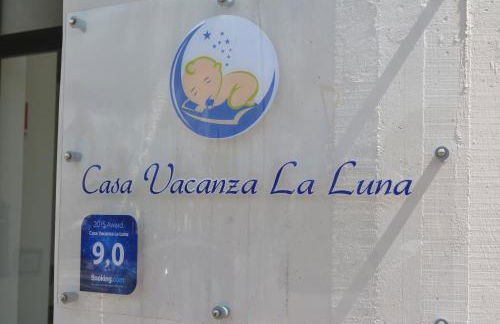 Casa Vacanza La Luna
2015 Award
Casa Vacanza La Luna
9,0
Booking.com